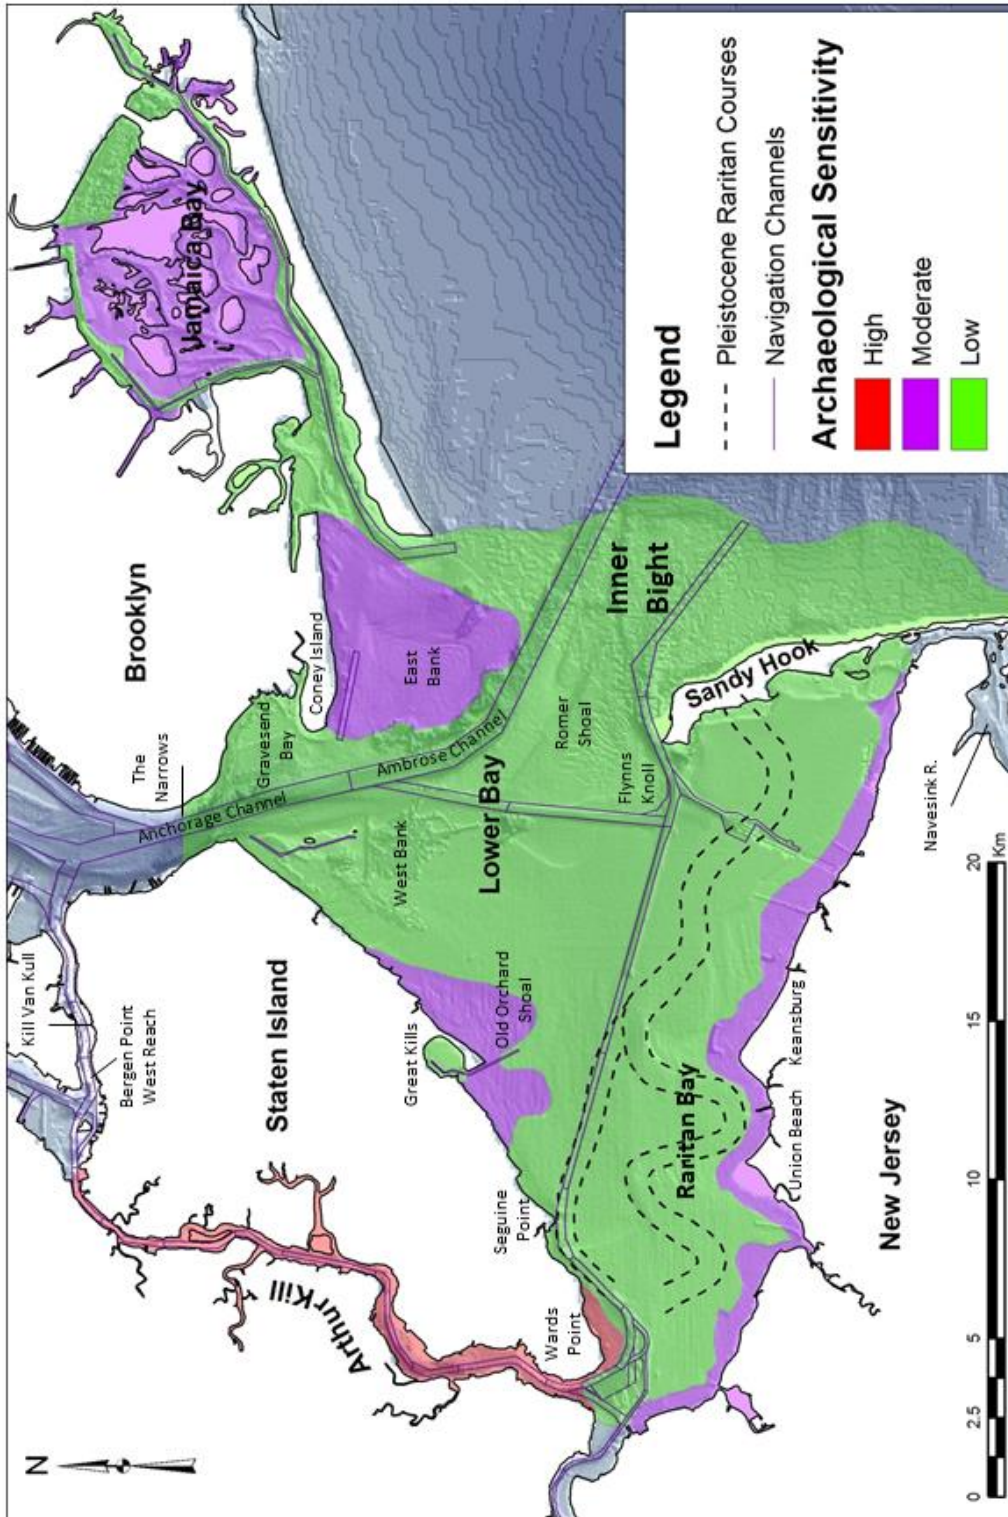 N
Kill Van Kull
Bergen Point
West Reach
The
Narrows
Brooklyn
Jamaica Bay
Staten Island
Arthur Kill
Anchorage Channel
Gravesend
Bay
Coney Island
East
Bank
Ambrose Channel
West Bank
Great Kills
Old Orchard
Shoal
Lower Bay
Romer
Shoal
Inner
Bight
Seguine
Point
Wards
Point
Flynns
Knoll
Sandy Hook
Raritan Bay
Union Beach
Keansburg
New Jersey
Navesink R.
0
2.5
5
10
15
20
Km
Legend
Pleistocene Raritan Courses
Navigation Channels
Archaeological Sensitivity
High
Moderate
Low